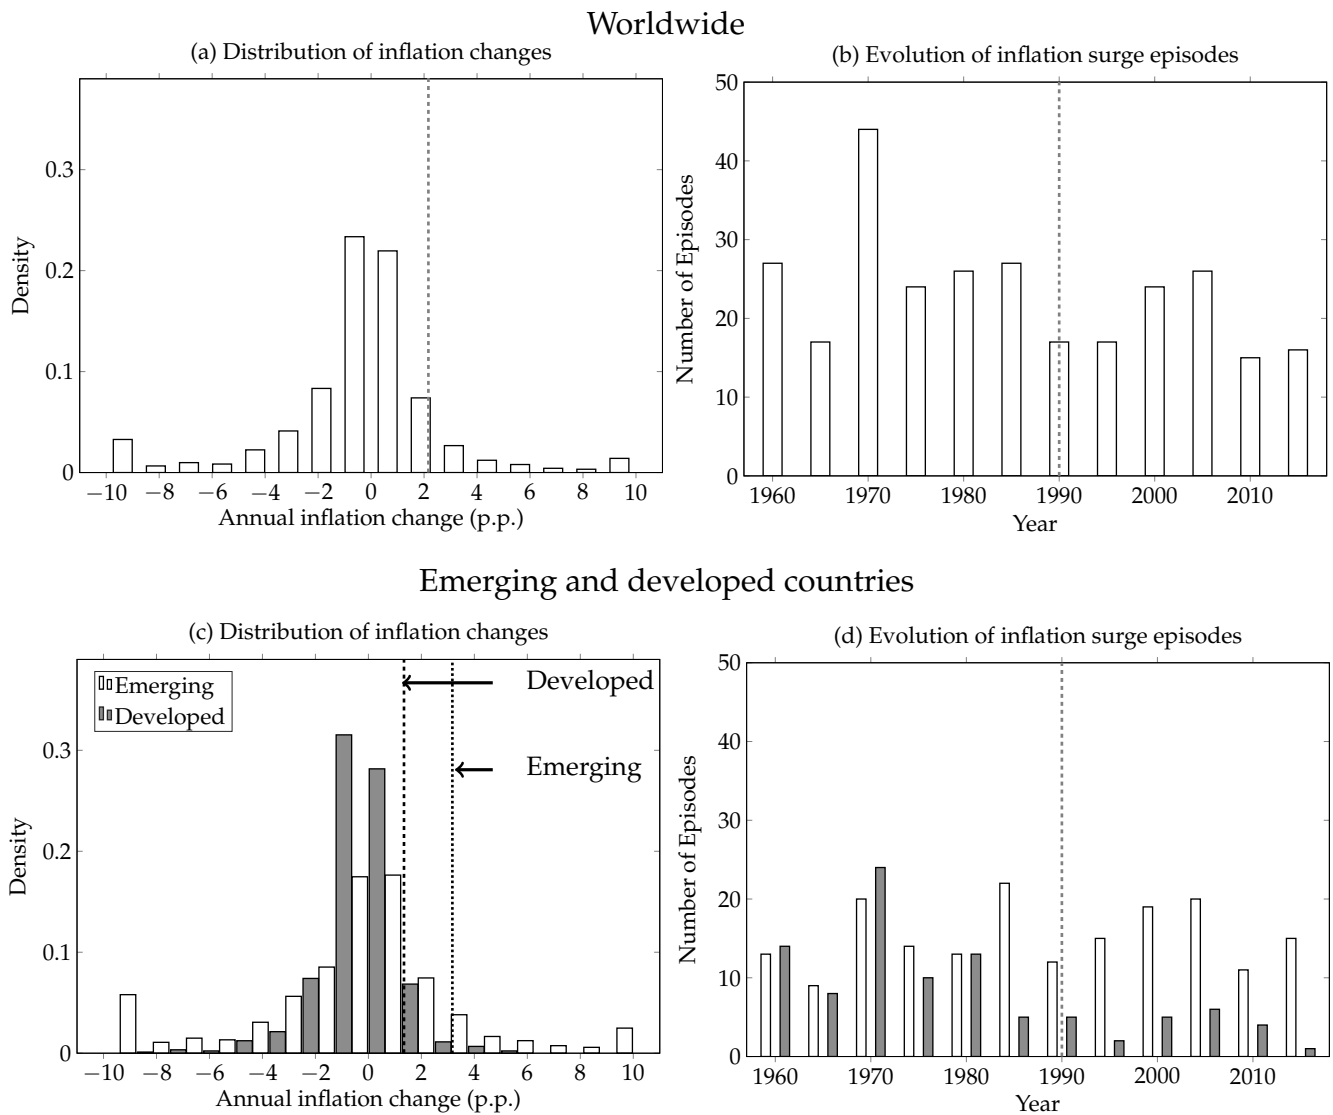 Worldwide
(a) Distribution of inflation changes
0
0.1
0.2
0.3
Density
−10 −8 −6 −4 −2 0 2 4 6 8 10
Annual inflation change (p.p.)
(b) Evolution of inflation surge episodes
50
40
30
20
10
0
Number of Episodes
1960 1970 1980 1990 2000 2010
Year
Emerging and developed countries
(c) Distribution of inflation changes
Emerging
Developed
Developed
Emerging
0.3
0.2
0.1
0
Density
−10 −8 −6 −4 −2 0 2 4 6 8 10
Annual inflation change (p.p.)
(d) Evolution of inflation surge episodes
50
40
30
20
10
0
Number of Episodes
1960 1970 1980 1990 2000 2010
Year